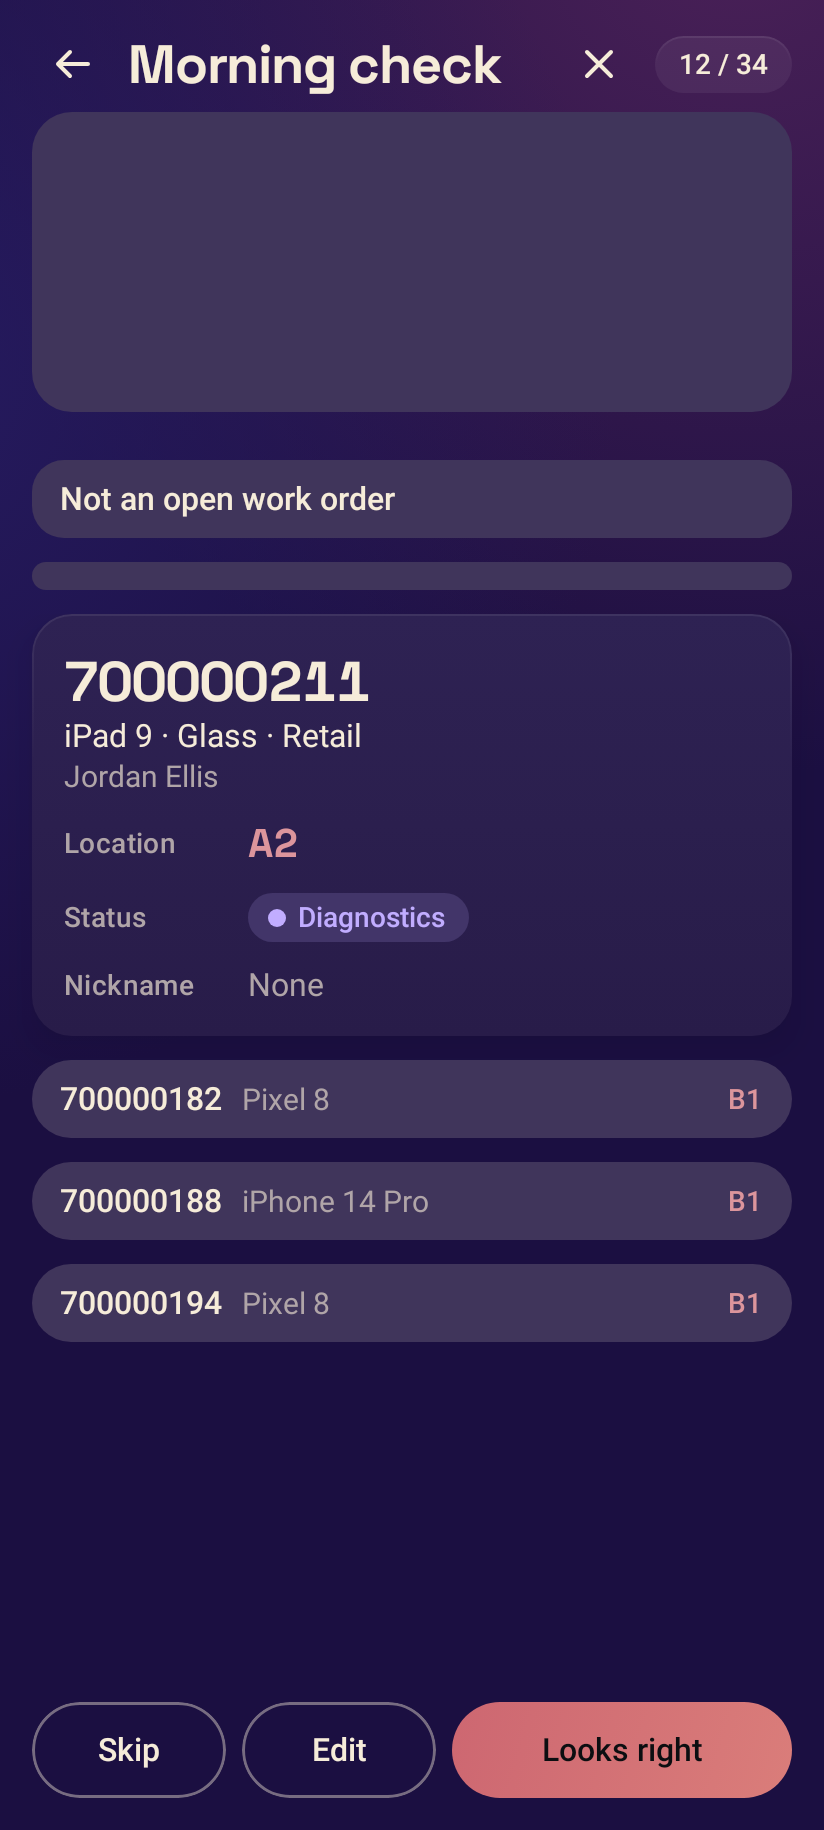 Morning check
12 / 34
Not an open work order
700000211
iPad 9 · Glass · Retail
Jordan Ellis
Location A2
Status Diagnostics
Nickname None
700000182 Pixel 8 B1
700000188 iPhone 14 Pro B1
700000194 Pixel 8 B1
Skip Edit Looks right